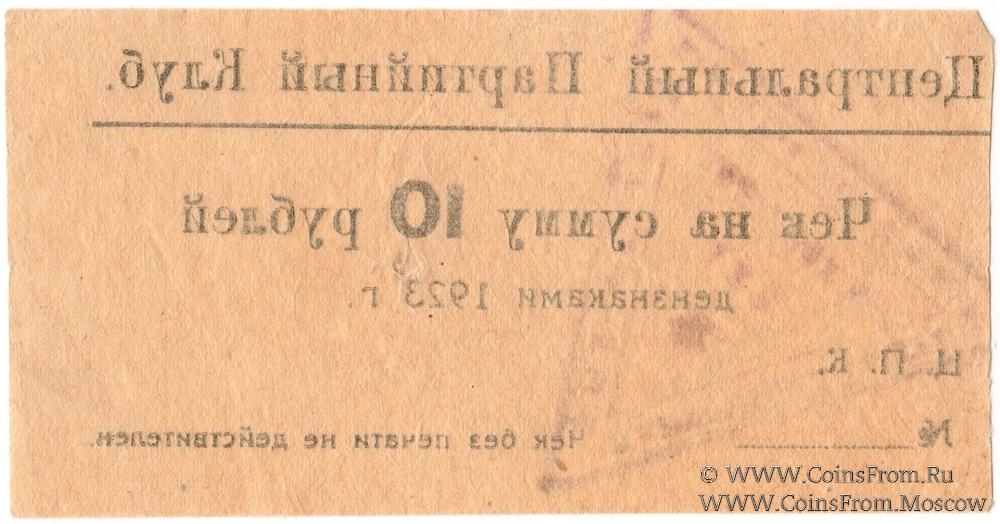 Центральный Партийный Клуб.
Чек на сумму 10 рублей
дензнаками 1923 г.
Ц. П. К.
№
Чек без печати не действителен.
© WWW.CoinsFrom.Ru
WWW.CoinsFrom.Moscow